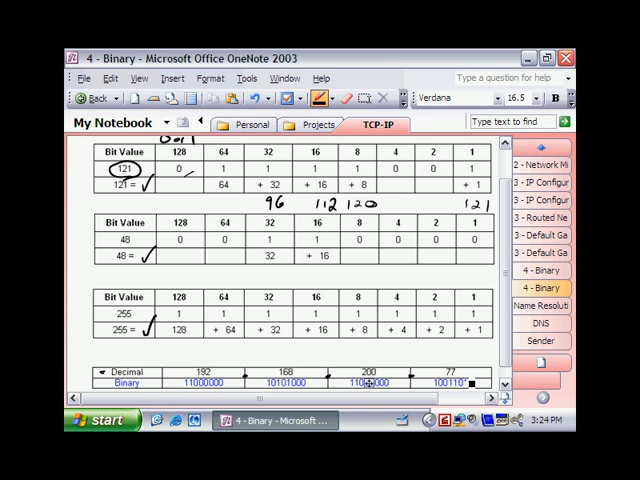 4 - Binary - Microsoft Office OneNote 2003
File Edit View Insert Format Tools Window Help Type a question for help
Back Verdana 16.5 B
My Notebook Personal Projects TCP-IP Type text to find
0 or 1
Bit Value 128 64 32 16 8 4 2 1
121 0 1 1 1 1 0 0 1
121 = 64 + 32 + 16 + 8 + 1
96 112 120 121
Bit Value 128 64 32 16 8 4 2 1
48 0 0 1 1 0 0 0 0
48 = 32 + 16
Bit Value 128 64 32 16 8 4 2 1
255 1 1 1 1 1 1 1 1
255 = 128 + 64 + 32 + 16 + 8 + 4 + 2 + 1
Decimal 192 168 200 77
Binary 11000000 10101000
2 - Network Mi
3 - IP Configur
3 - IP Configur
3 - Routed Ne
3 - Default Ga
3 - Default Ga
4 - Binary
4 - Binary
Name Resoluti
DNS
Sender
start 4 - Binary - Microsoft ... 3:24 PM